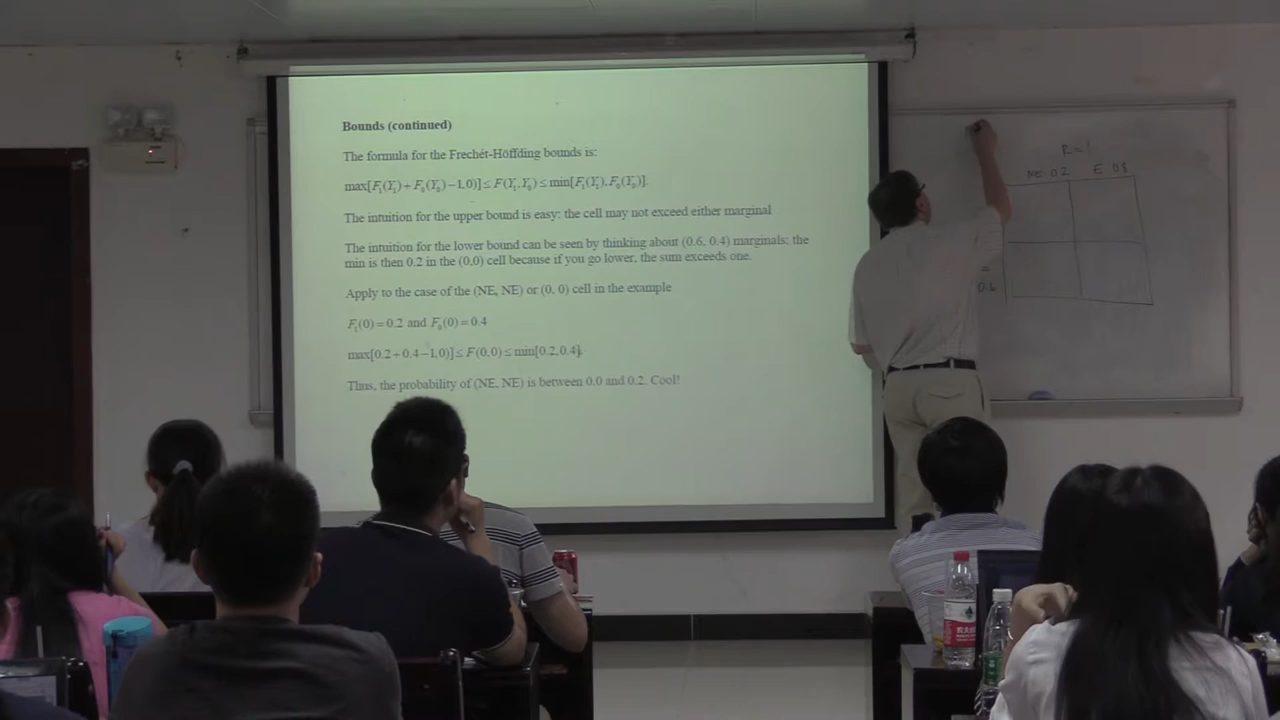 Bounds (continued)
The formula for the Frechét-Höffding bounds is:
max[F₁(Y₁)+F₀(Y₀)−1,0)] ≤ F(Y₁,Y₀) ≤ min[F₁(Y₁),F₀(Y₀)].
The intuition for the upper bound is easy: the cell may not exceed either marginal
The intuition for the lower bound can be seen by thinking about (0.6, 0.4) marginals; the
min is then 0.2 in the (0,0) cell because if you go lower, the sum exceeds one.
Apply to the case of the (NE, NE) or (0, 0) cell in the example
F₁(0)=0.2 and F₀(0)=0.4
max[0.2+0.4−1,0)] ≤ F(0,0) ≤ min[0.2,0.4].
Thus, the probability of (NE, NE) is between 0.0 and 0.2. Cool!
R=1
NE 0.2 E 0.8
0.6